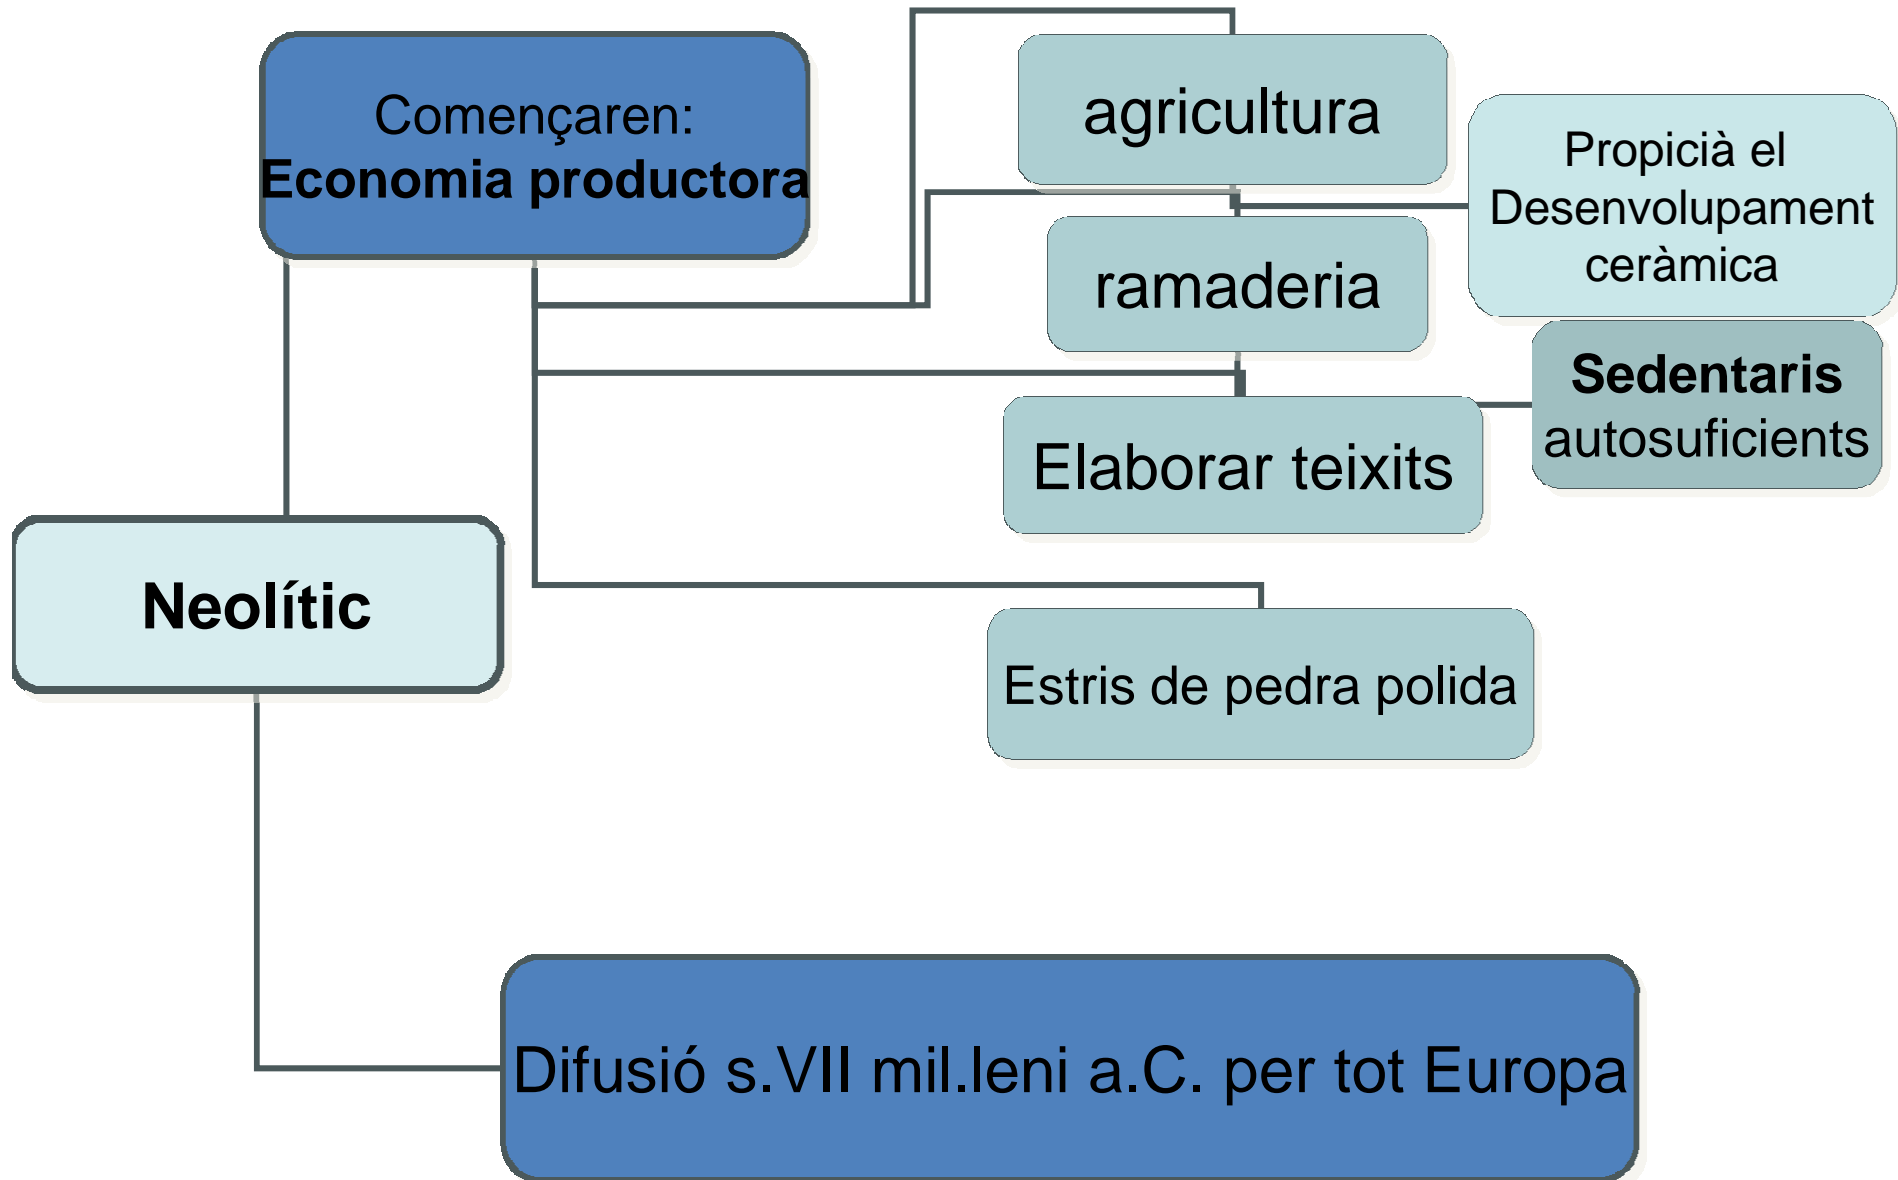 Començaren:
Economia productora
agricultura
Propicià el
Desenvolupament
ceràmica
ramaderia
Sedentaris
autosuficients
Elaborar teixits
Neolític
Estris de pedra polida
Difusió s.VII mil.leni a.C. per tot Europa